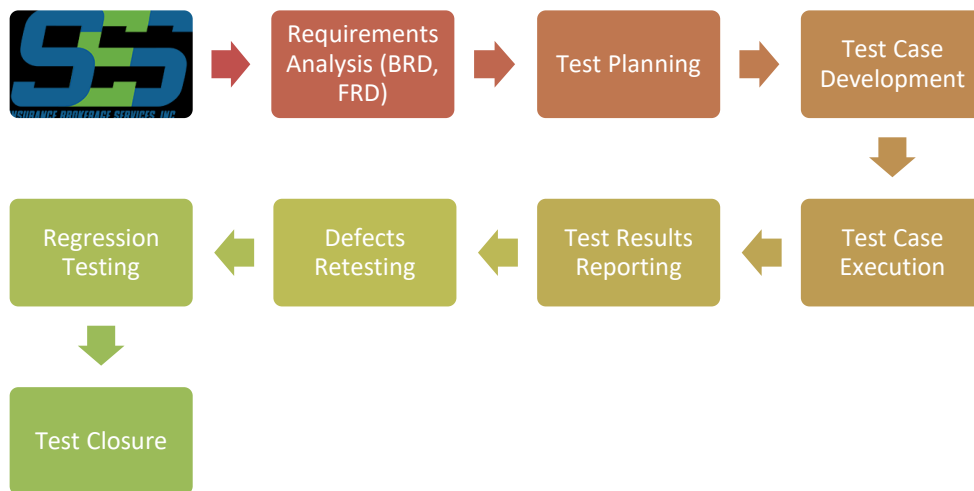 SES
INSURANCE BROKERAGE SERVICES, INC
Requirements
Analysis (BRD,
FRD)
Test Planning
Test Case
Development
Test Case
Execution
Test Results
Reporting
Defects
Retesting
Regression
Testing
Test Closure